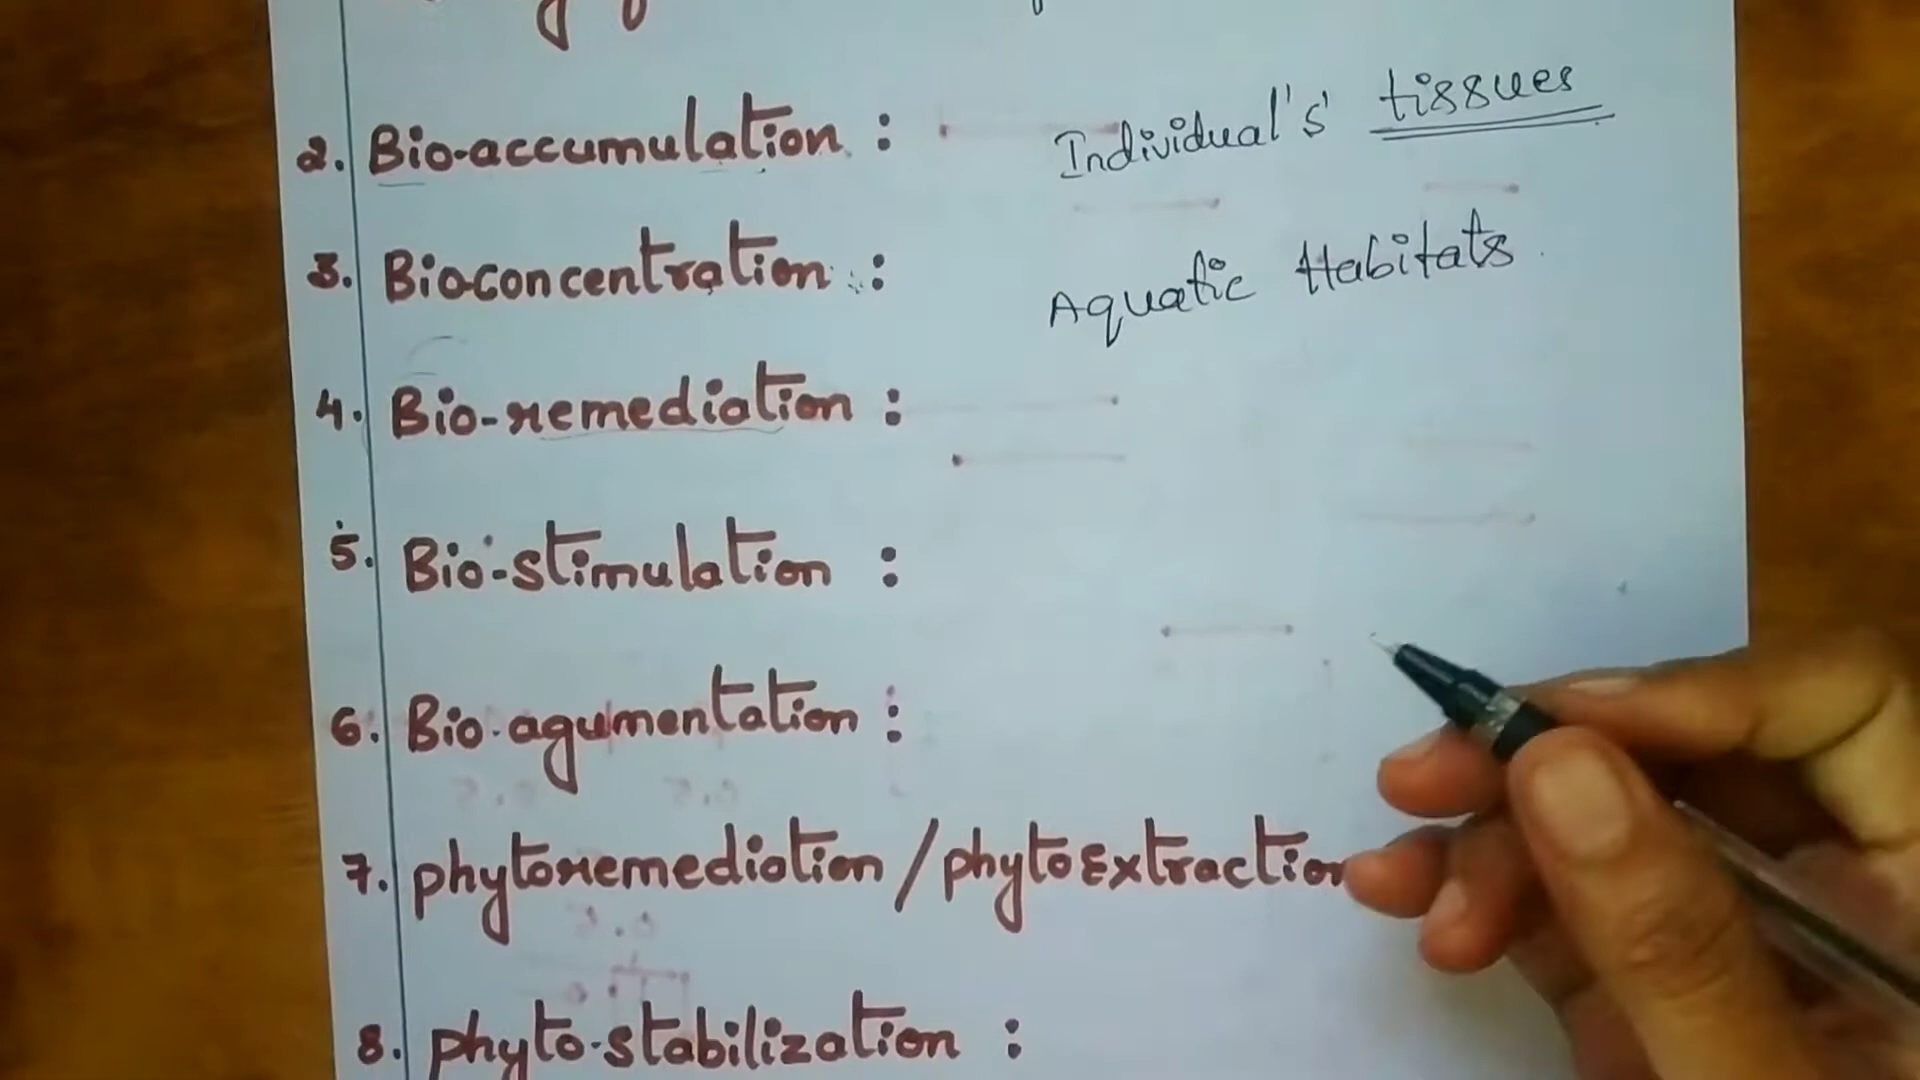 2. Bio-accumulation : Individual's' tissues
3. Bioconcentration : Aquatic Habitats.
4. Bio-remediation :
5. Bio-stimulation :
6. Bio-agumentation :
7. phytoremediation / phytoExtraction
8. phyto-stabilization :